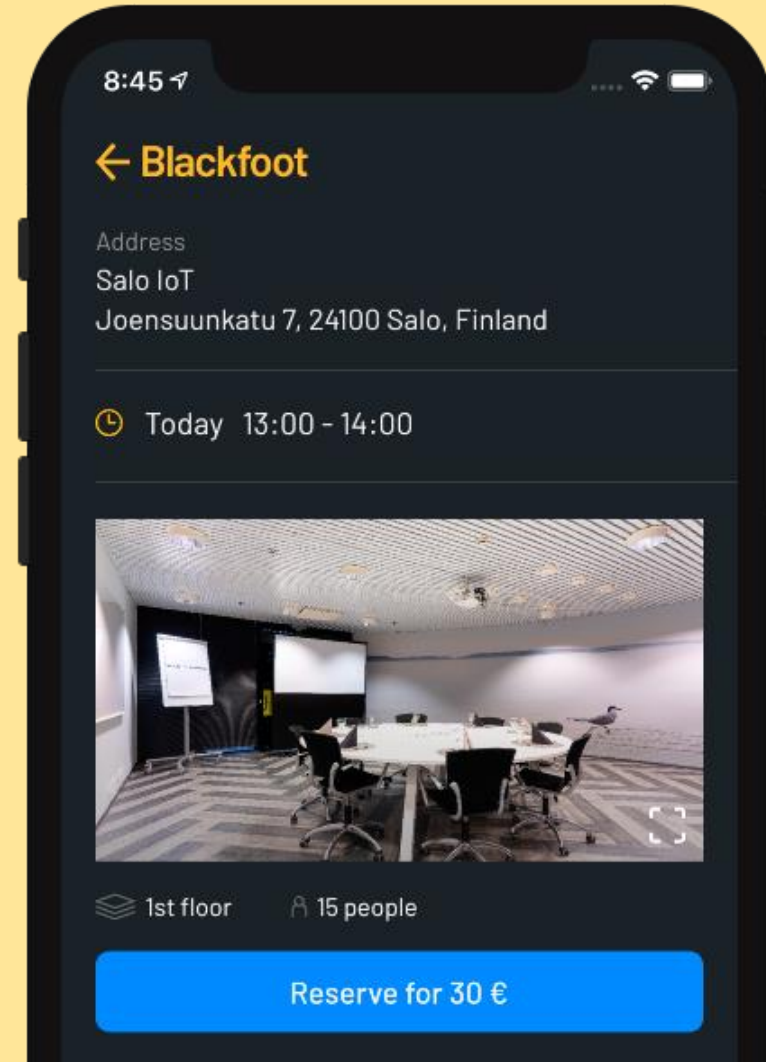 8:45
Blackfoot
Address
Salo IoT
Joensuunkatu 7, 24100 Salo, Finland
Today 13:00 - 14:00
1st floor 15 people
Reserve for 30 €